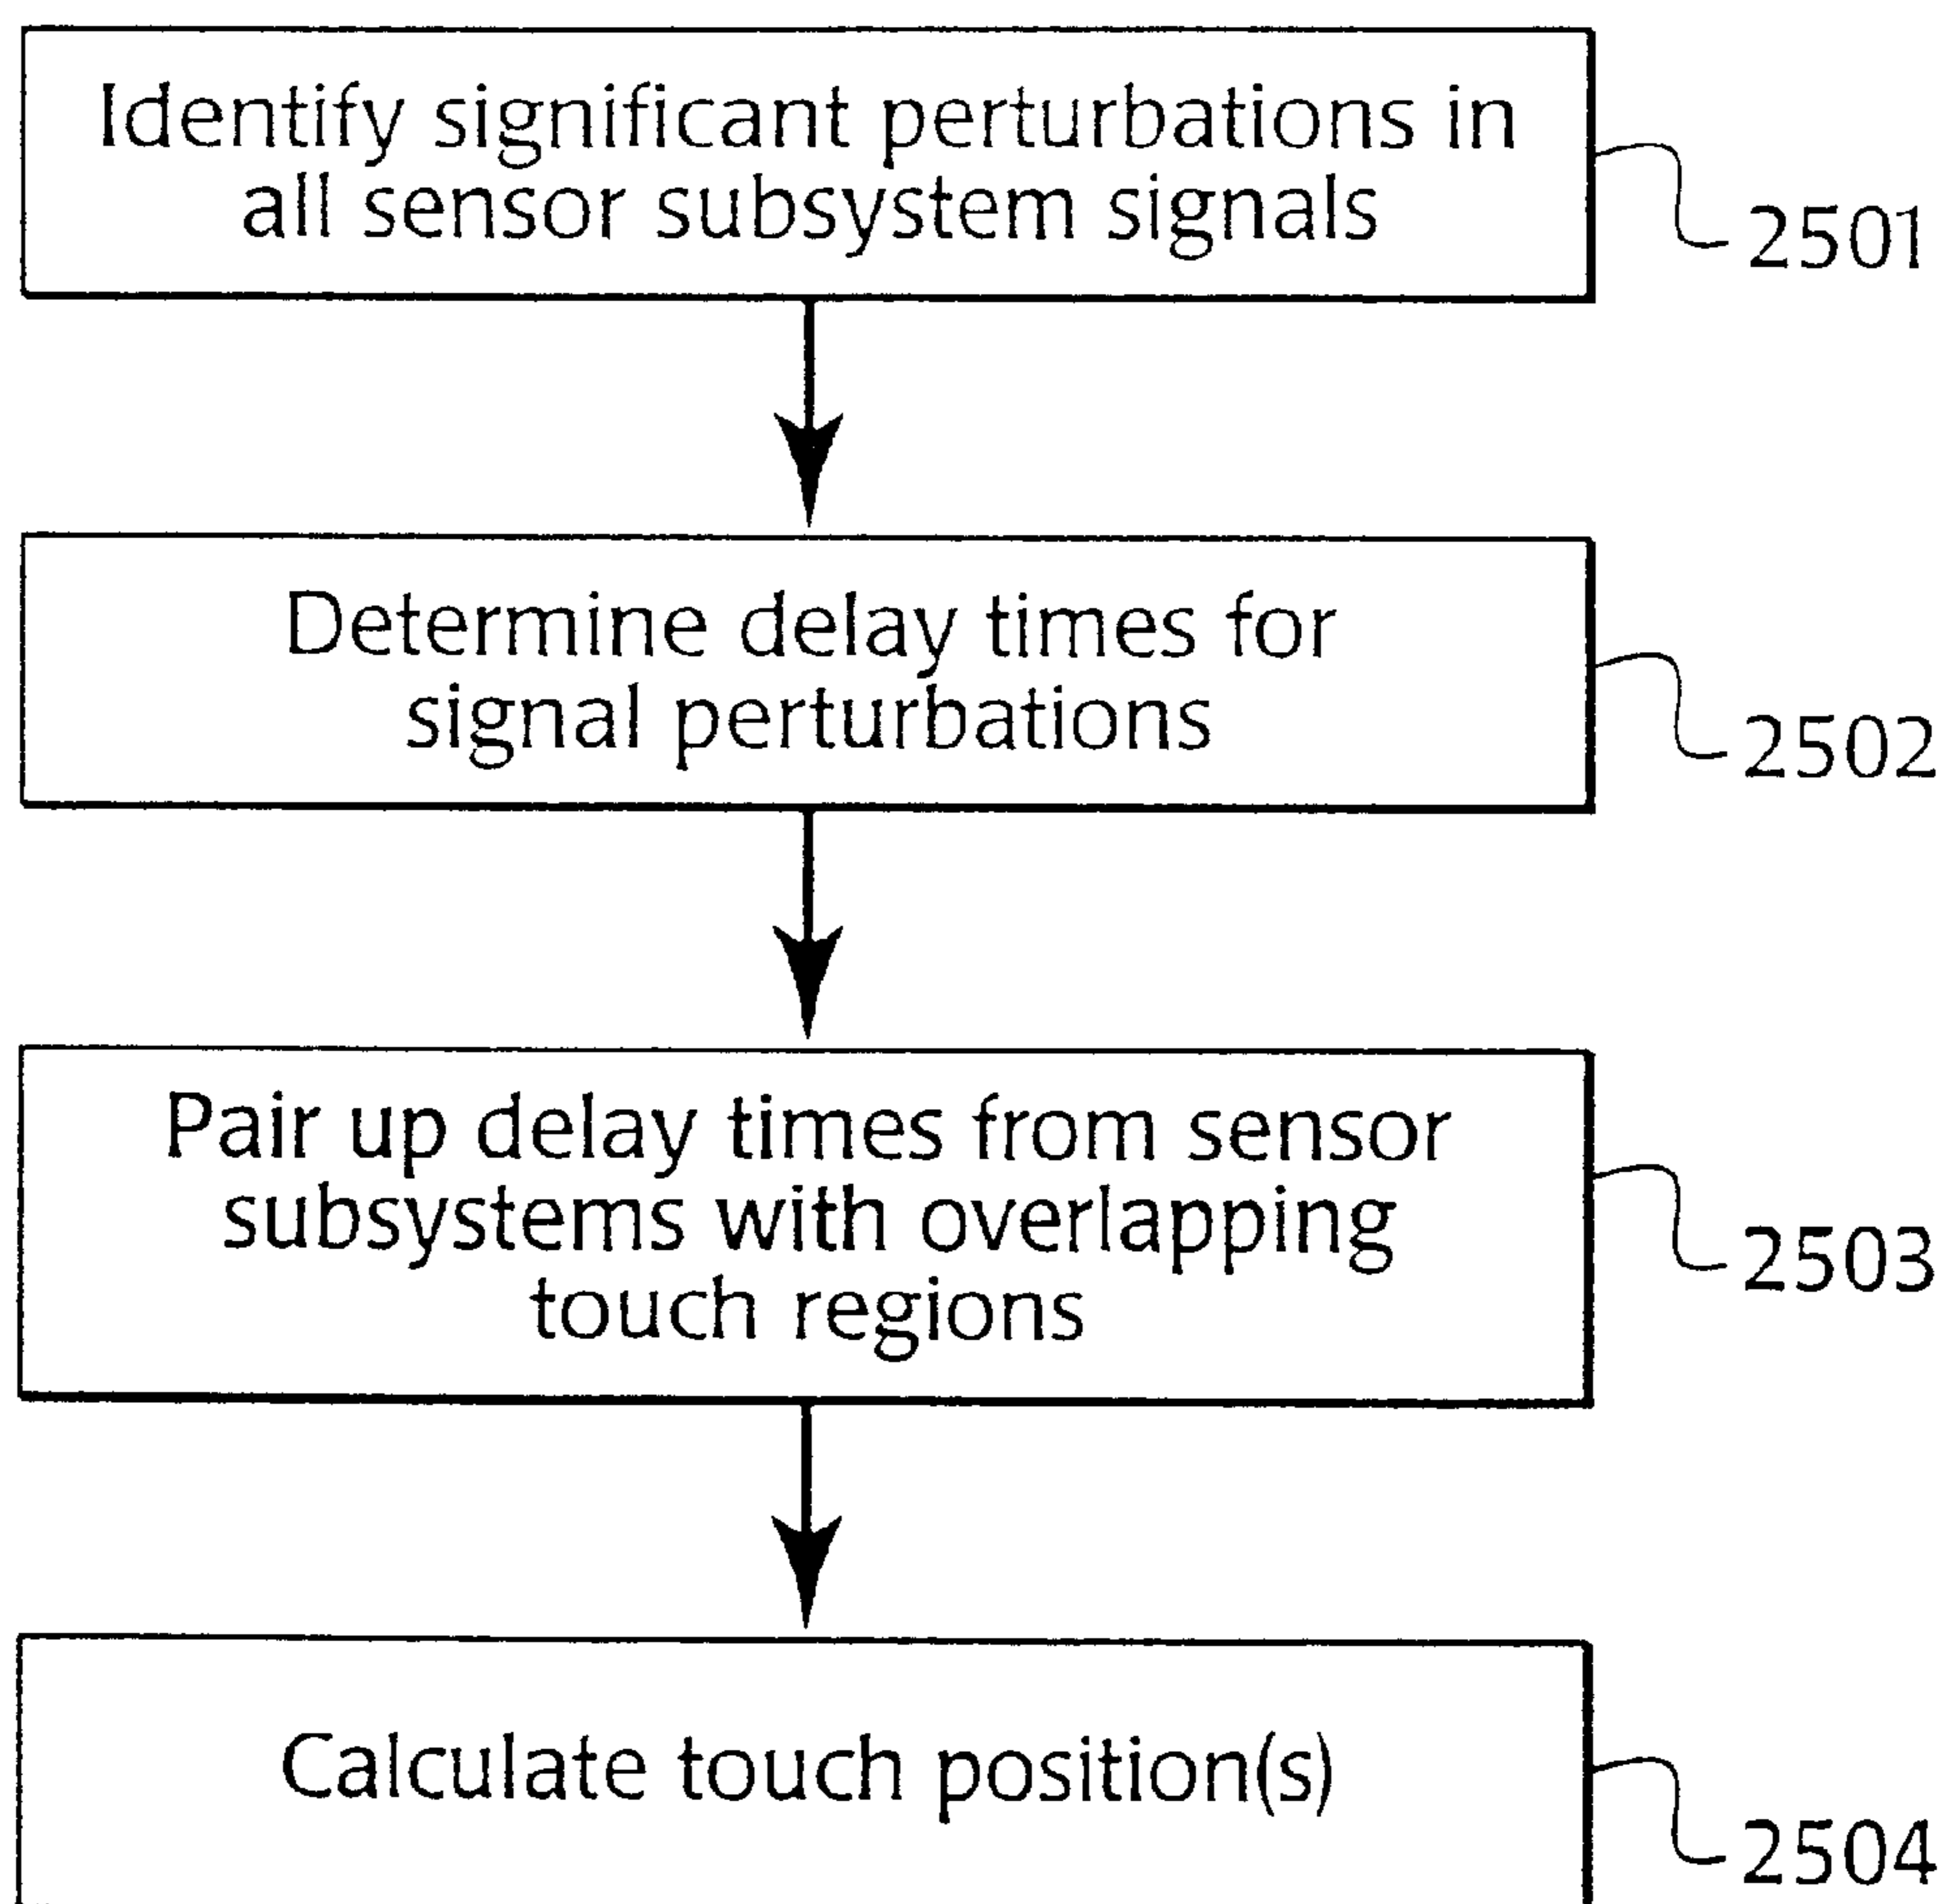 Identify significant perturbations in
all sensor subsystem signals
2501
Determine delay times for
signal perturbations
2502
Pair up delay times from sensor
subsystems with overlapping
touch regions
2503
Calculate touch position(s)
2504